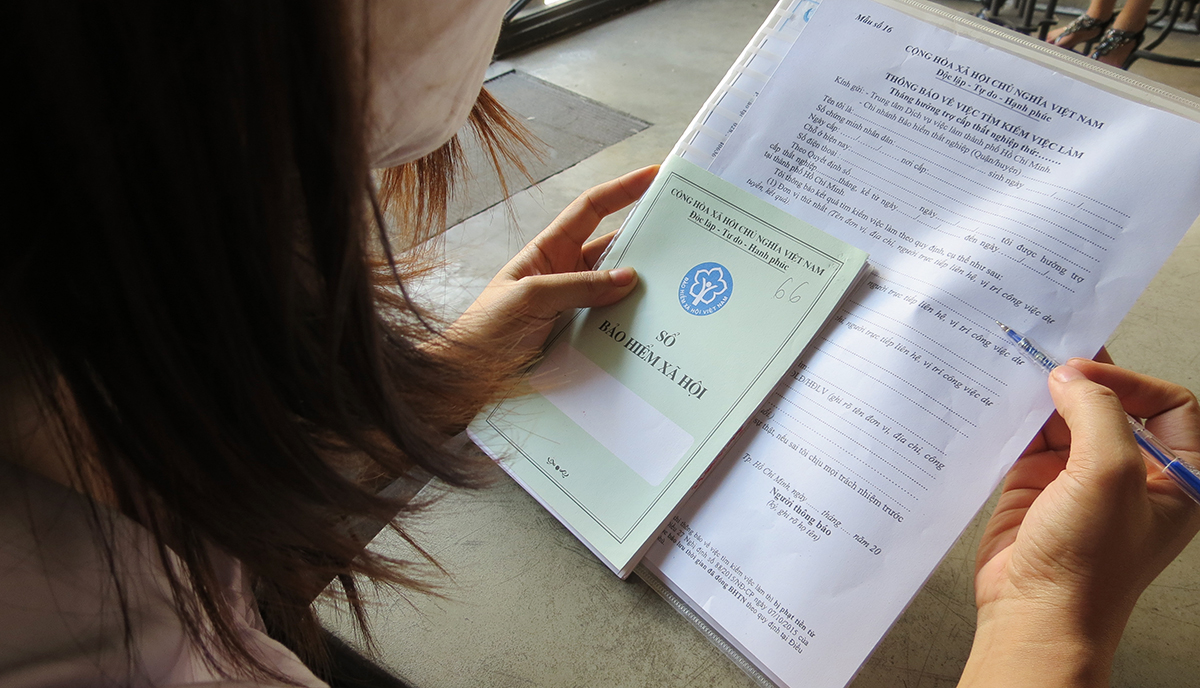 Mẫu số 16
CỘNG HÒA XÃ HỘI CHỦ NGHĨA VIỆT NAM
Độc lập - Tự do - Hạnh phúc
THÔNG BÁO VỀ VIỆC TÌM KIẾM VIỆC LÀM
Tháng hưởng trợ cấp thất nghiệp thứ:.......
Kính gửi: - Trung tâm Dịch vụ việc làm thành phố Hồ Chí Minh.
- Chi nhánh Bảo hiểm thất nghiệp (Quận/huyện)
Tên tôi là: sinh ngày ....../....../
Số chứng minh nhân dân
Ngày cấp ....../....../...... nơi cấp
Chỗ ở hiện nay
Số điện thoại
Theo Quyết định số ngày tôi được hưởng trợ
cấp thất nghiệp tháng, kể từ ngày đến ngày
tại thành phố Hồ Chí Minh.
Tôi thông báo kết quả tìm kiếm việc làm theo quy định, cụ thể như sau:
(1) Đơn vị thứ nhất (Tên đơn vị, địa chỉ, người trực tiếp liên hệ, vị trí công việc dự
tuyển, kết quả)
người trực tiếp liên hệ, vị trí công việc dự
người trực tiếp liên hệ, vị trí công việc dự
(ghi rõ tên đơn vị, địa chỉ, công
thật, nếu sai tôi chịu mọi trách nhiệm trước
Tp. Hồ Chí Minh, ngày ..... tháng ..... năm 20
Người thông báo
(ký, ghi rõ họ tên)
thông báo về việc tìm kiếm việc làm thì bị phạt tiền từ
Nghị định số 88/2015/NĐ-CP ngày 07/10/2015 của
bảo lưu thời gian đã đóng BHTN theo quy định tại Điều
CỘNG HÒA XÃ HỘI CHỦ NGHĨA VIỆT NAM
Độc lập - Tự do - Hạnh phúc
66
BẢO HIỂM XÃ HỘI VIỆT NAM
SỔ
BẢO HIỂM XÃ HỘI